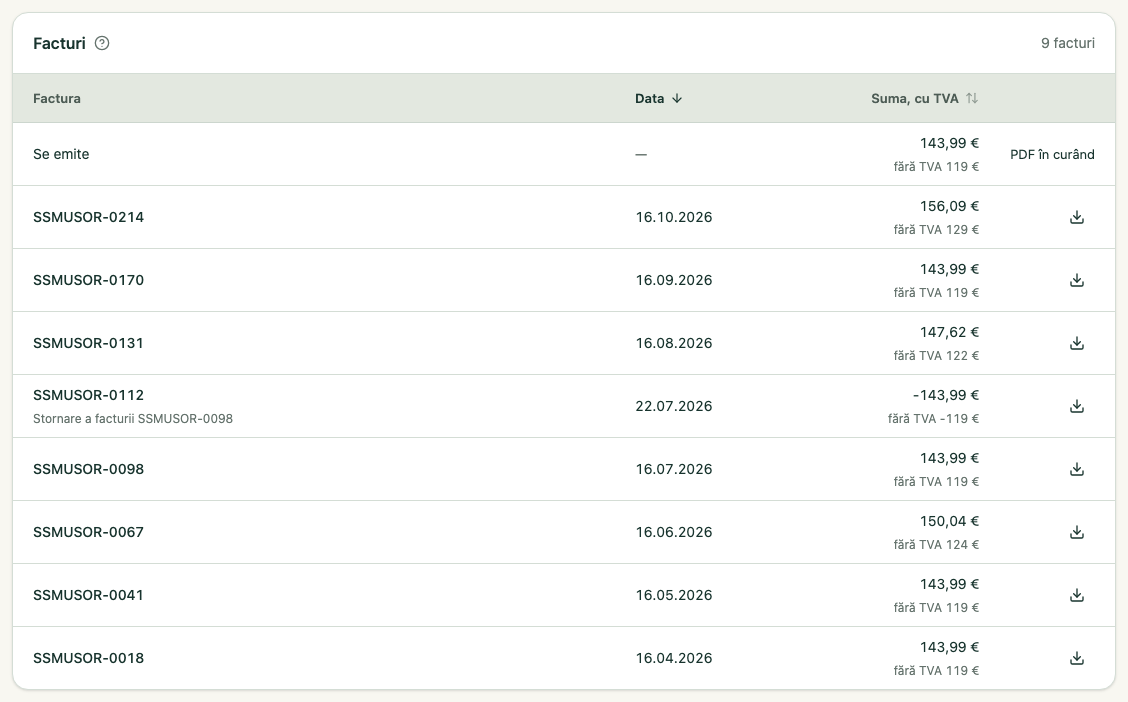 Facturi
9 facturi
Factura Data Suma, cu TVA
Se emite — 143,99 € PDF în curând
fără TVA 119 €
SSMUSOR-0214 16.10.2026 156,09 €
fără TVA 129 €
SSMUSOR-0170 16.09.2026 143,99 €
fără TVA 119 €
SSMUSOR-0131 16.08.2026 147,62 €
fără TVA 122 €
SSMUSOR-0112 22.07.2026 -143,99 €
Stornare a facturii SSMUSOR-0098 fără TVA -119 €
SSMUSOR-0098 16.07.2026 143,99 €
fără TVA 119 €
SSMUSOR-0067 16.06.2026 150,04 €
fără TVA 124 €
SSMUSOR-0041 16.05.2026 143,99 €
fără TVA 119 €
SSMUSOR-0018 16.04.2026 143,99 €
fără TVA 119 €